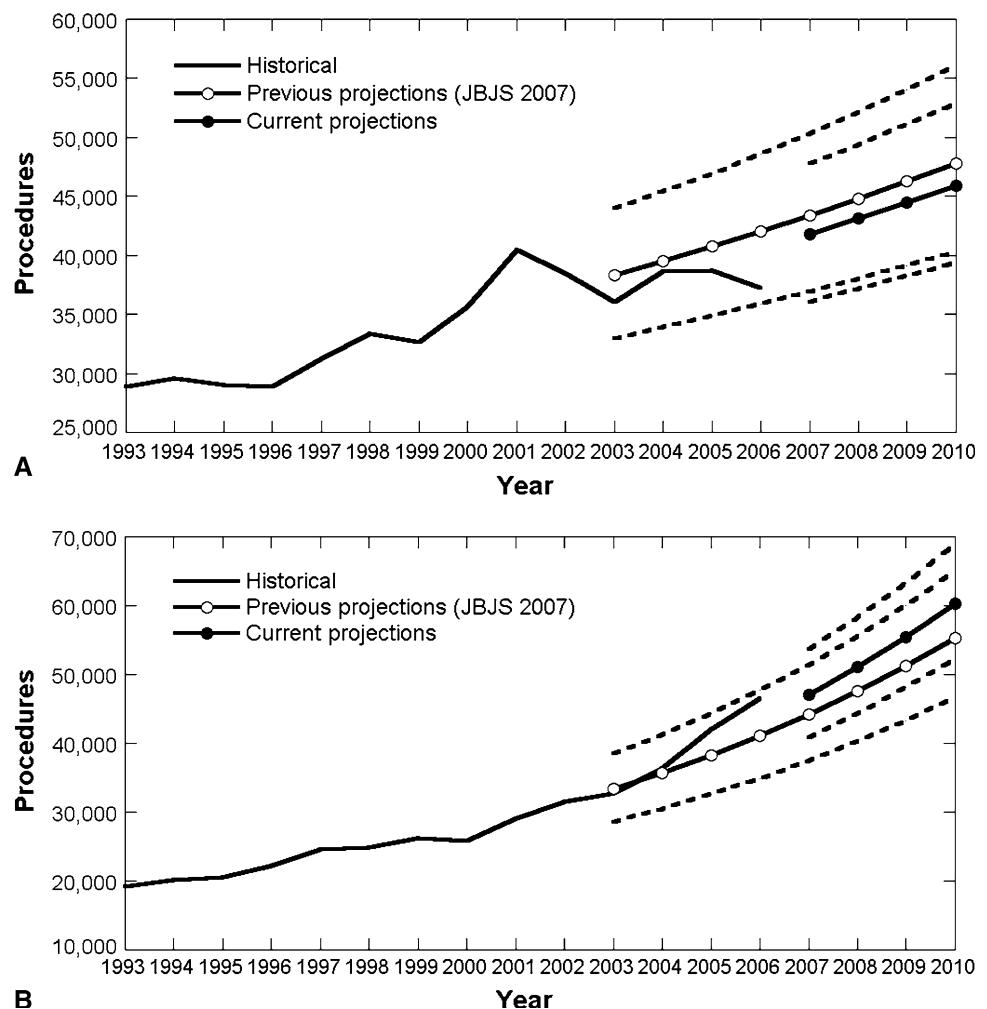 60,000
55,000
50,000
45,000
40,000
35,000
30,000
25,000
Procedures
Historical
Previous projections (JBJS 2007)
Current projections
1993 1994 1995 1996 1997 1998 1999 2000 2001 2002 2003 2004 2005 2006 2007 2008 2009 2010
A
Year
70,000
60,000
50,000
40,000
30,000
20,000
10,000
Procedures
Historical
Previous projections (JBJS 2007)
Current projections
1993 1994 1995 1996 1997 1998 1999 2000 2001 2002 2003 2004 2005 2006 2007 2008 2009 2010
B
Year